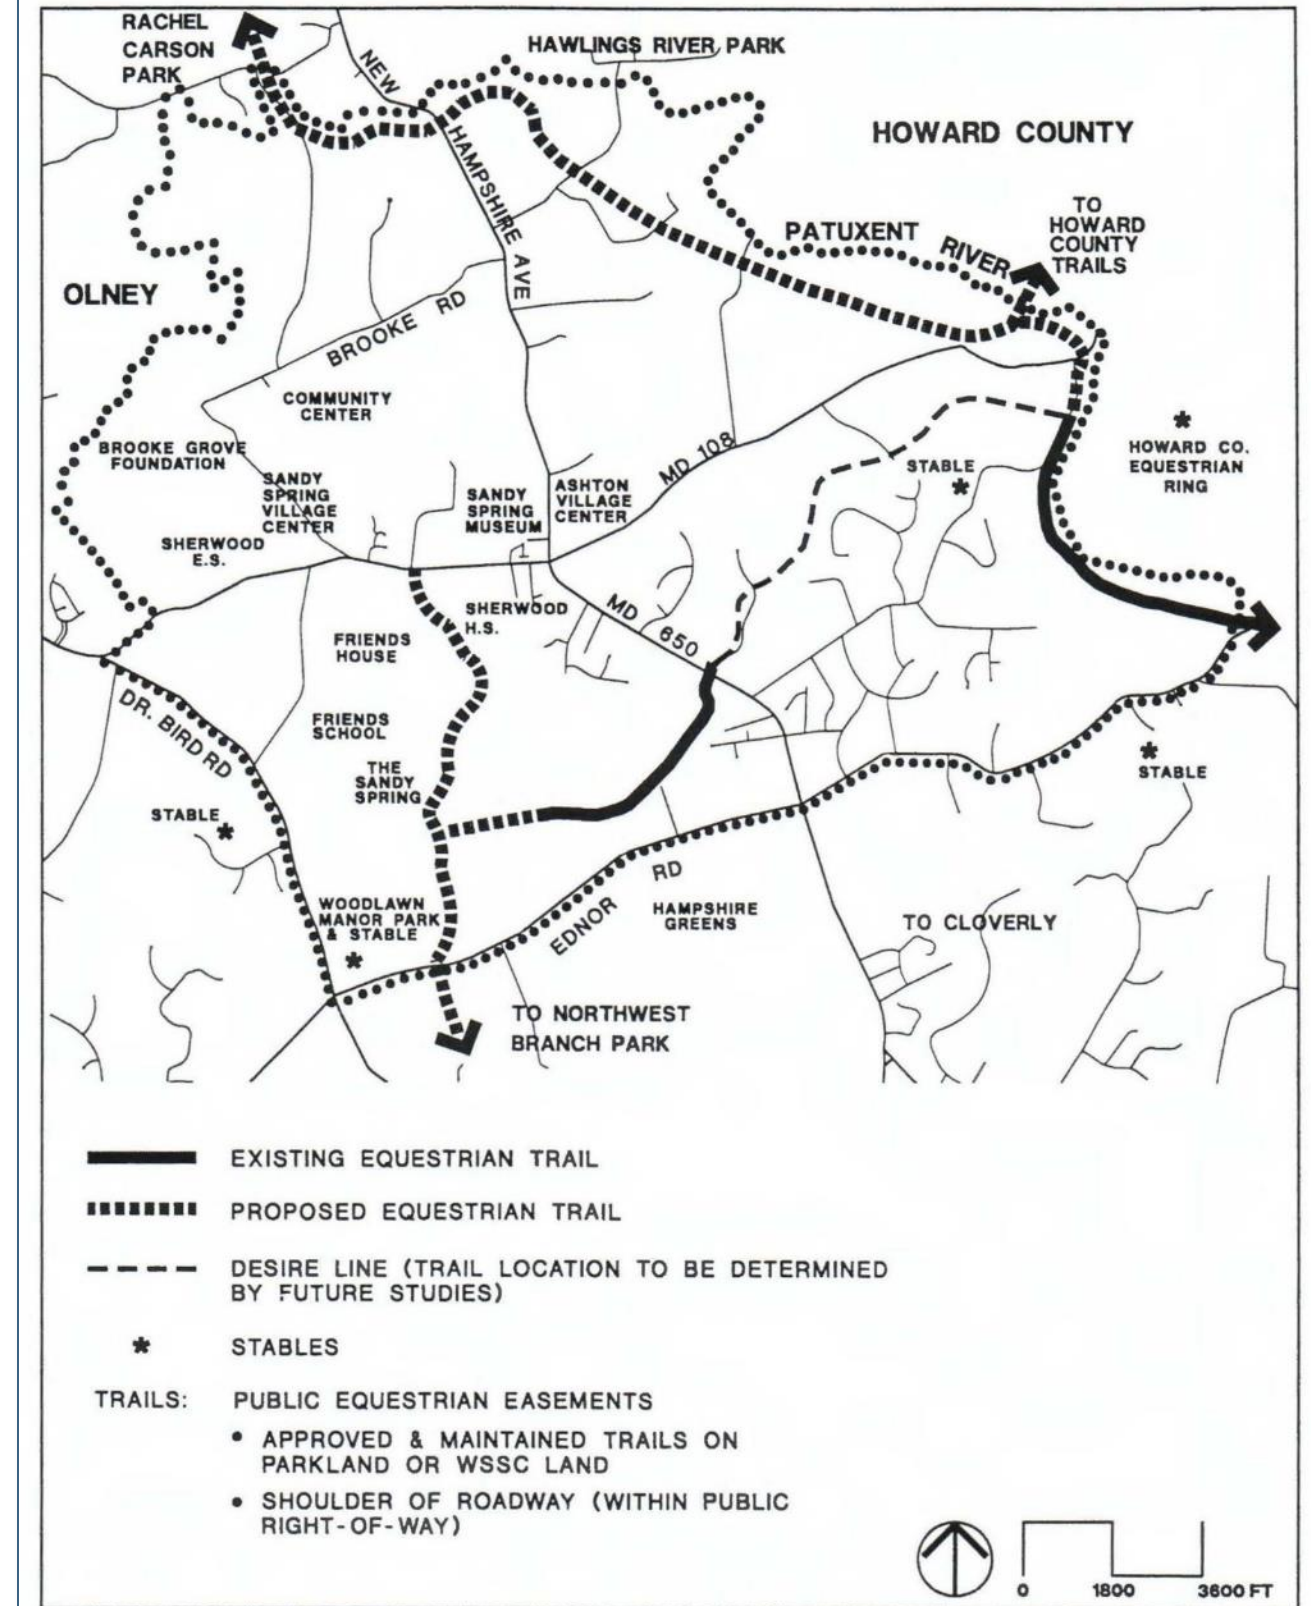 RACHEL
CARSON
PARK
NEW
HAMPSHIRE AVE
HAWLINGS RIVER PARK
HOWARD COUNTY
TO
HOWARD
COUNTY
TRAILS
PATUXENT RIVER
OLNEY
BROOKE RD
COMMUNITY
CENTER
BROOKE GROVE
FOUNDATION
SANDY
SPRING
VILLAGE
CENTER
SANDY
SPRING
MUSEUM
ASHTON
VILLAGE
CENTER
MD 108
STABLE
*
*
HOWARD CO.
EQUESTRIAN
RING
SHERWOOD
E.S.
SHERWOOD
H.S.
MD 650
FRIENDS
HOUSE
DR. BIRD RD
FRIENDS
SCHOOL
THE
SANDY
SPRING
STABLE
*
*
STABLE
WOODLAWN
MANOR PARK
& STABLE
*
EDNOR RD
HAMPSHIRE
GREENS
TO CLOVERLY
TO NORTHWEST
BRANCH PARK
EXISTING EQUESTRIAN TRAIL
PROPOSED EQUESTRIAN TRAIL
DESIRE LINE (TRAIL LOCATION TO BE DETERMINED
BY FUTURE STUDIES)
* STABLES
TRAILS: PUBLIC EQUESTRIAN EASEMENTS
• APPROVED & MAINTAINED TRAILS ON
PARKLAND OR WSSC LAND
• SHOULDER OF ROADWAY (WITHIN PUBLIC
RIGHT-OF-WAY)
0 1800 3600 FT